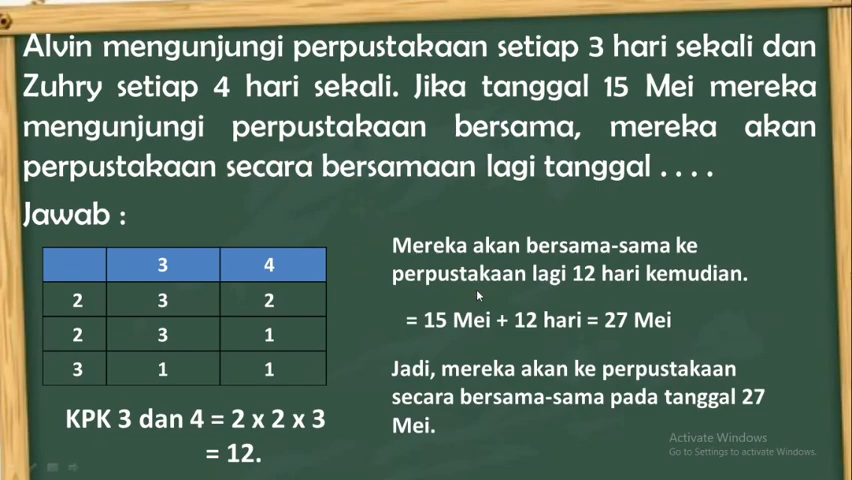 Alvin mengunjungi perpustakaan setiap 3 hari sekali dan
Zuhry setiap 4 hari sekali. Jika tanggal 15 Mei mereka
mengunjungi perpustakaan bersama, mereka akan
perpustakaan secara bersamaan lagi tanggal . . . .
Jawab :
3 4
2 3 2
2 3 1
3 1 1
KPK 3 dan 4 = 2 x 2 x 3
= 12.
Mereka akan bersama-sama ke
perpustakaan lagi 12 hari kemudian.
= 15 Mei + 12 hari = 27 Mei
Jadi, mereka akan ke perpustakaan
secara bersama-sama pada tanggal 27
Mei.
Activate Windows
Go to Settings to activate Windows.